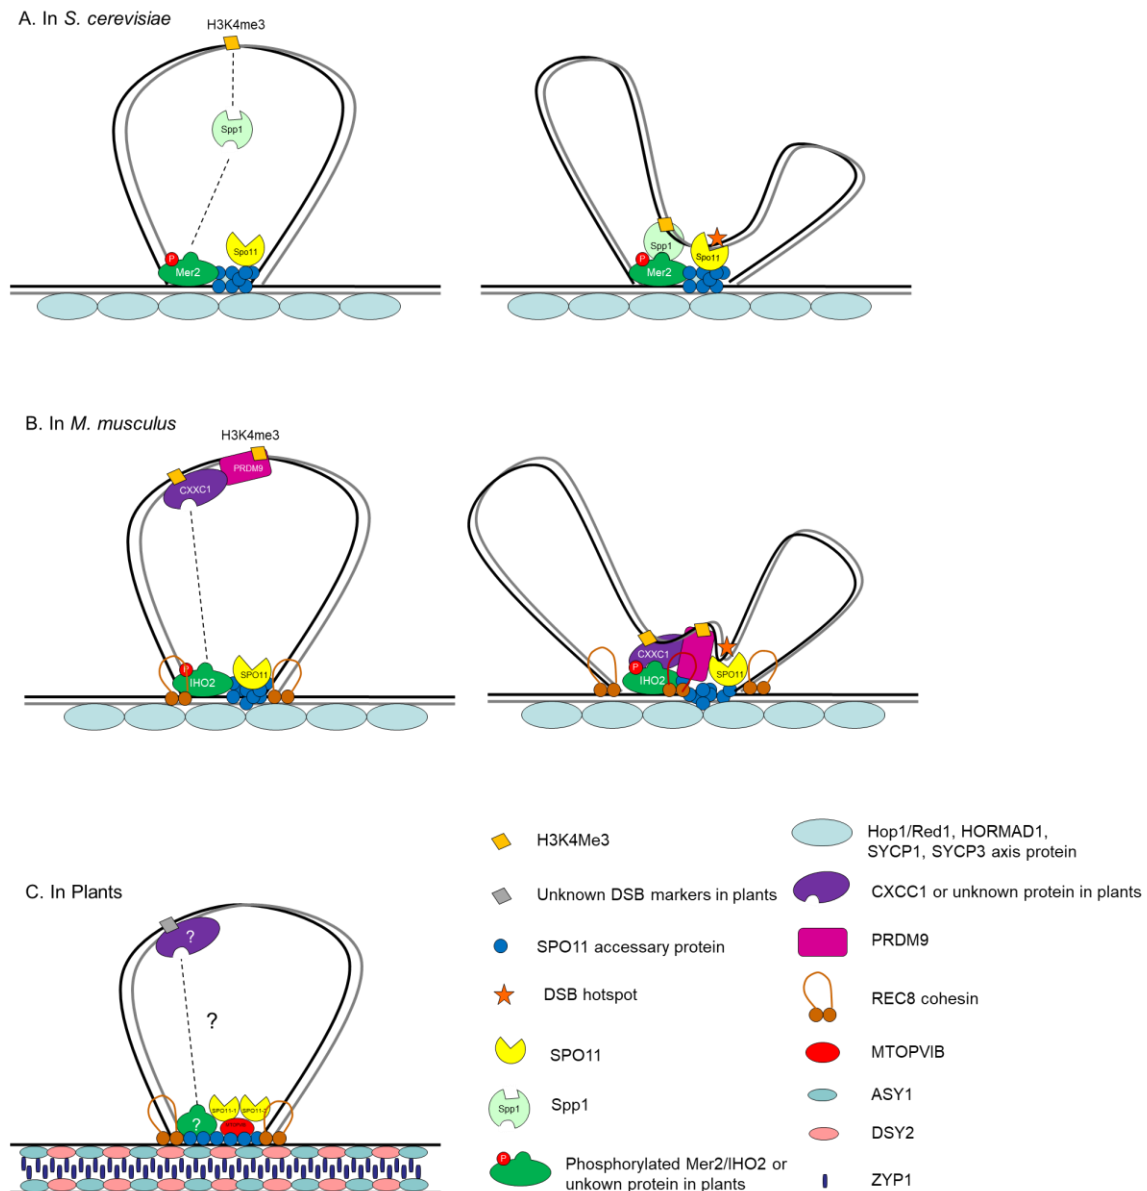 A. In S. cerevisiae
H3K4me3
Spp1
P
Mer2
Spo11
Spp1
P
Mer2
Spo11
B. In M. musculus
H3K4me3
PRDM9
CXXC1
P
IHO2
SPO11
CXXC1
P
IHO2
SPO11
C. In Plants
?
?
?
SPO11-1
SPO11-2
MTOPVIB
H3K4Me3
Unknown DSB markers in plants
SPO11 accessary protein
DSB hotspot
SPO11
Spp1
Spp1
P
Phosphorylated Mer2/IHO2 or
unkown protein in plants
Hop1/Red1, HORMAD1,
SYCP1, SYCP3 axis protein
CXCC1 or unknown protein in plants
PRDM9
REC8 cohesin
MTOPVIB
ASY1
DSY2
ZYP1